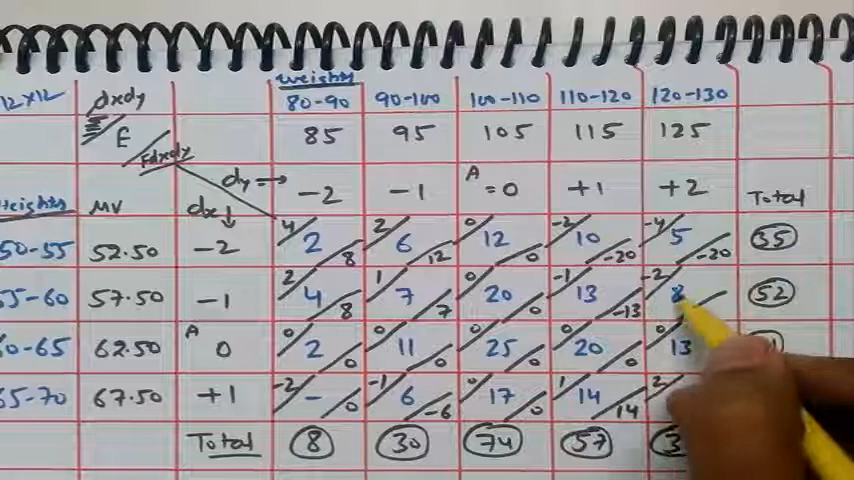 12x12 dxdy Weights
80-90 90-100 100-110 110-120 120-130
F 85 95 105 115 125
Fdxdy
dy → -2 -1 A = 0 +1 +2
Heights MV dx ↓ Total
50-55 52.50 -2 4 2 8 2 6 12 0 12 0 -2 10 -20 -4 5 -20 35
55-60 57.50 -1 2 4 8 1 7 7 0 20 0 -1 13 -13 -2 8 52
60-65 62.50 A 0 0 2 0 0 11 0 0 25 0 0 20 0 0 13
65-70 67.50 +1 -2 - 0 -1 6 -6 0 17 0 1 14 14 2
Total 8 30 74 57 3